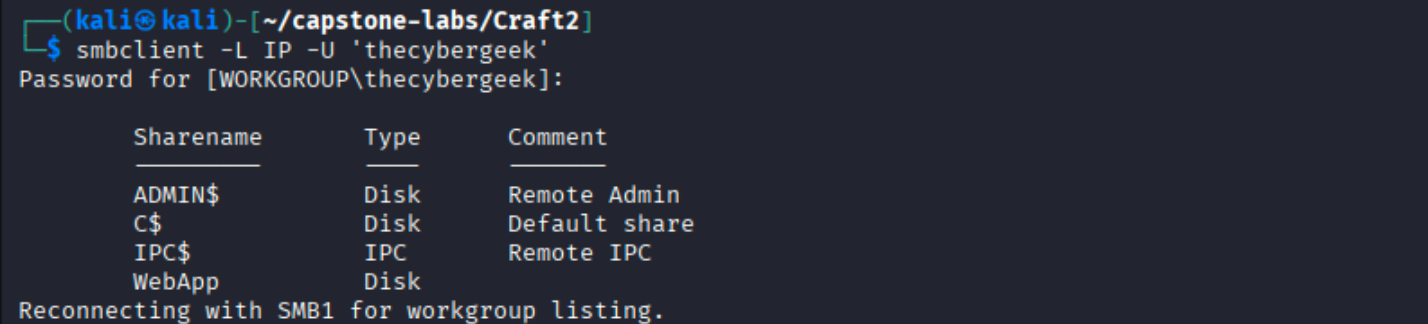 ┌──(kali㉿kali)-[~/capstone-labs/Craft2]
└─$ smbclient -L IP -U 'thecybergeek'
Password for [WORKGROUP\thecybergeek]:
Sharename Type Comment
--------- ---- -------
ADMIN$ Disk Remote Admin
C$ Disk Default share
IPC$ IPC Remote IPC
WebApp Disk
Reconnecting with SMB1 for workgroup listing.